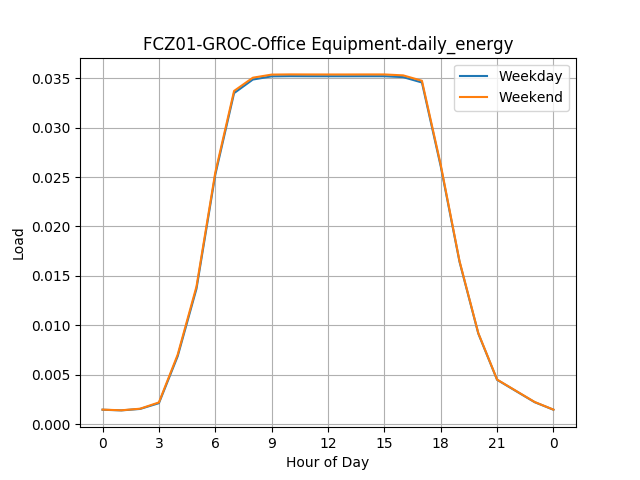 FCZ01-GROC-Office Equipment-daily_energy
Weekday
Weekend
0.035
0.030
0.025
0.020
0.015
0.010
0.005
0.000
Load
0 3 6 9 12 15 18 21 0
Hour of Day